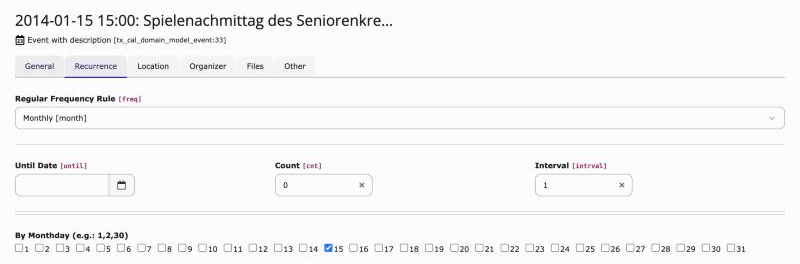 2014-01-15 15:00: Spielenachmittag des Seniorenkre...
Event with description [tx_cal_domain_model_event:33]
General Recurrence Location Organizer Files Other
Regular Frequency Rule [freq]
Monthly [month]
Until Date [until] Count [cnt] Interval [intrval]
0 × 1 ×
By Monthday (e.g.: 1,2,30)
1 2 3 4 5 6 7 8 9 10 11 12 13 14 15 16 17 18 19 20 21 22 23 24 25 26 27 28 29 30 31